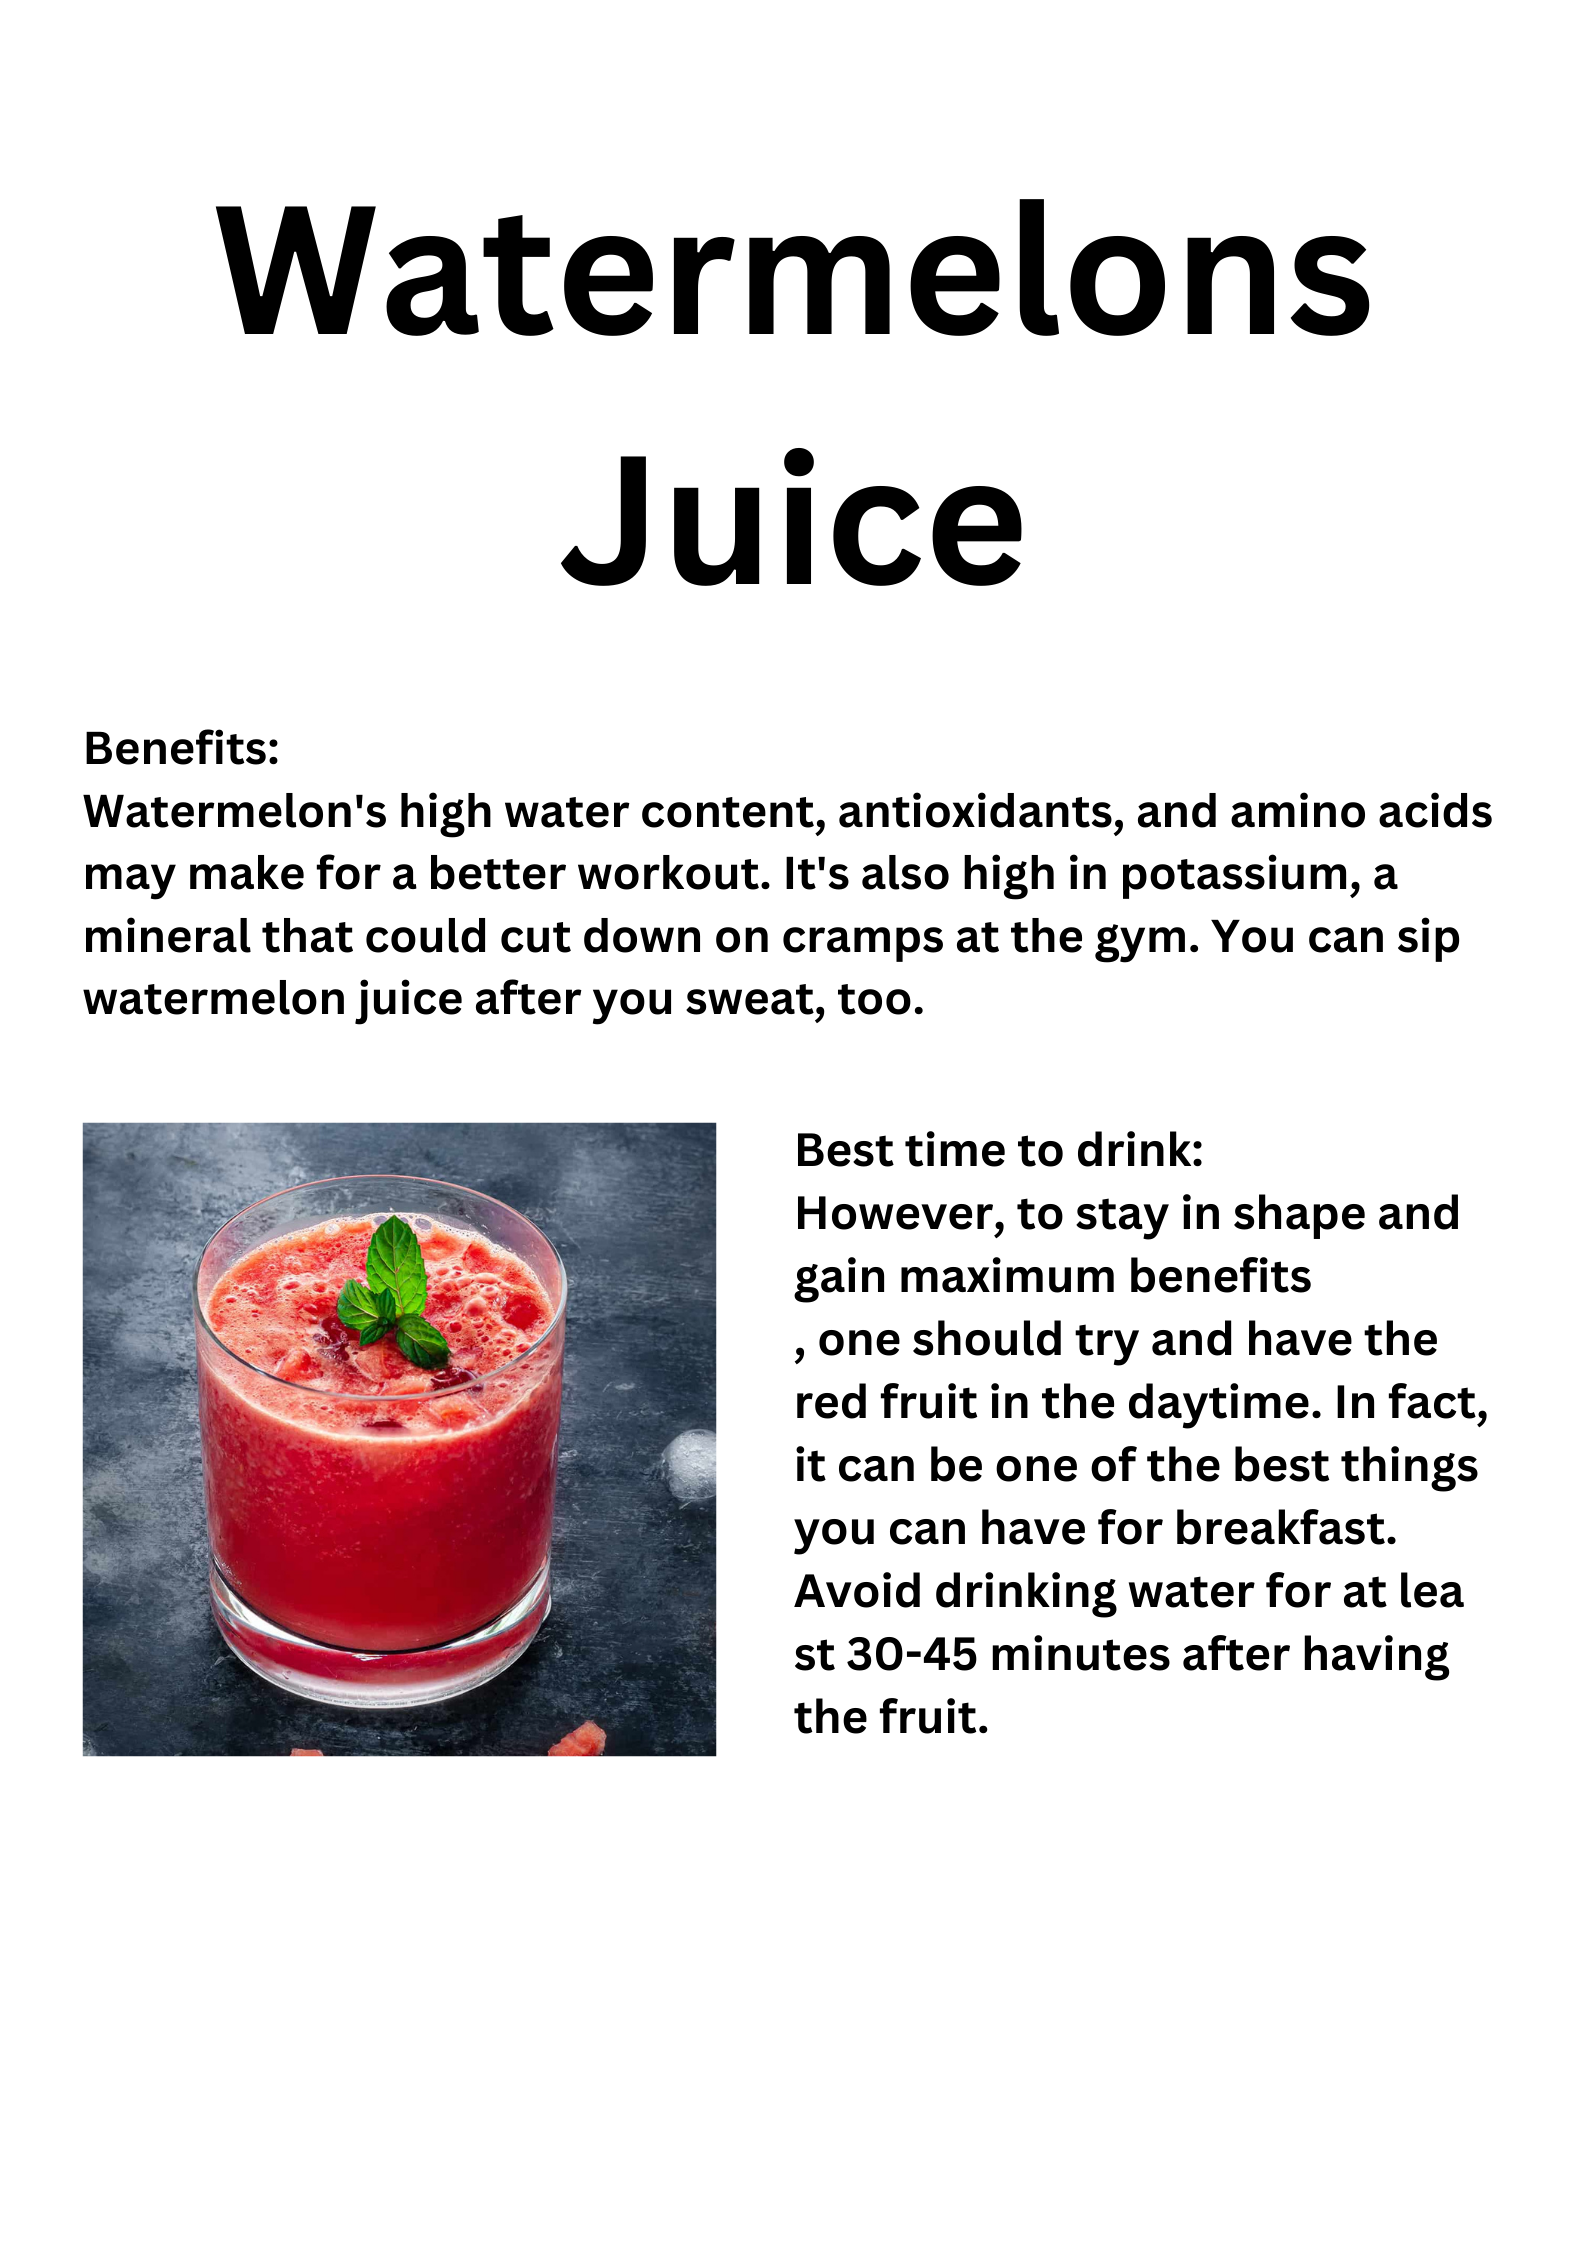 Watermelons
Juice
Benefits:
Watermelon's high water content, antioxidants, and amino acids
may make for a better workout. It's also high in potassium, a
mineral that could cut down on cramps at the gym. You can sip
watermelon juice after you sweat, too.
Best time to drink:
However, to stay in shape and
gain maximum benefits
, one should try and have the
red fruit in the daytime. In fact,
it can be one of the best things
you can have for breakfast.
Avoid drinking water for at lea
st 30-45 minutes after having
the fruit.